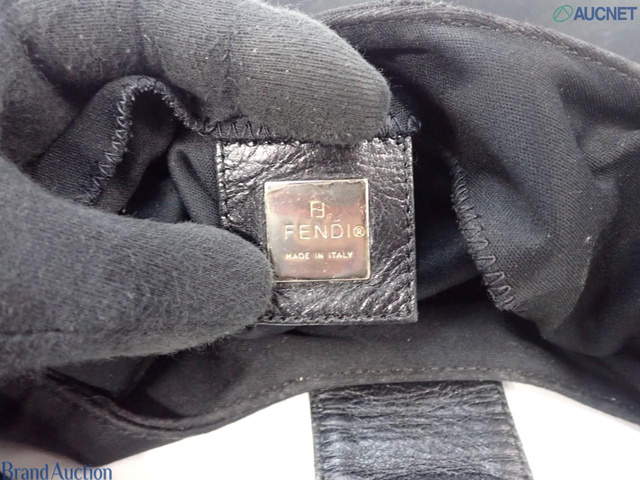 AUCNET
FENDI®
MADE IN ITALY
Brand Auction